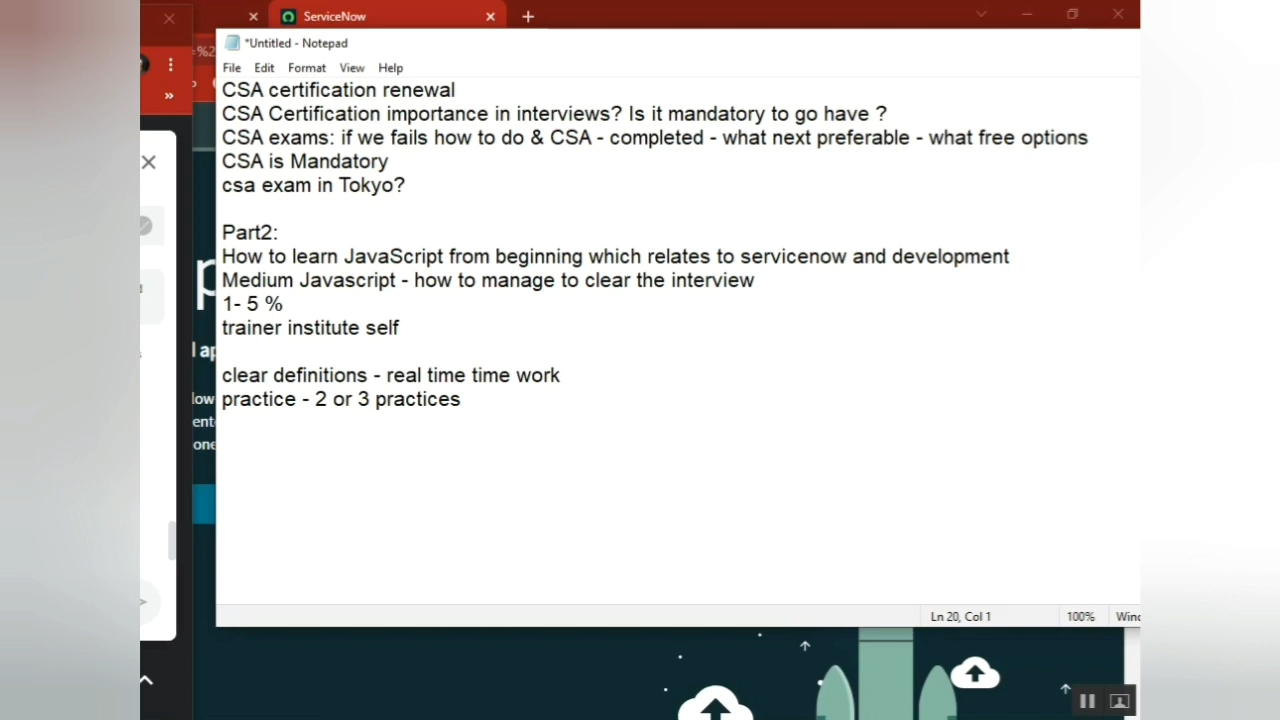 ServiceNow
*Untitled - Notepad
File Edit Format View Help
CSA certification renewal
CSA Certification importance in interviews? Is it mandatory to go have ?
CSA exams: if we fails how to do & CSA - completed - what next preferable - what free options
CSA is Mandatory
csa exam in Tokyo?
Part2:
How to learn JavaScript from beginning which relates to servicenow and development
Medium Javascript - how to manage to clear the interview
1- 5 %
trainer institute self
clear definitions - real time time work
practice - 2 or 3 practices
Ln 20, Col 1 100% Winc